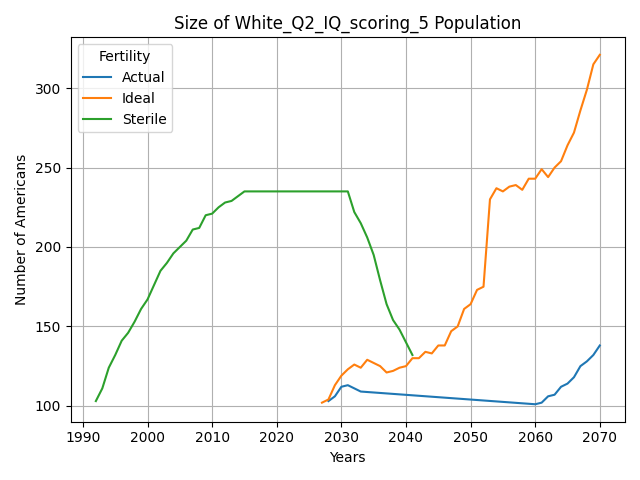 Size of White_Q2_IQ_scoring_5 Population
Fertility
Actual
Ideal
Sterile
Number of Americans
300
250
200
150
100
1990
2000
2010
2020
2030
2040
2050
2060
2070
Years